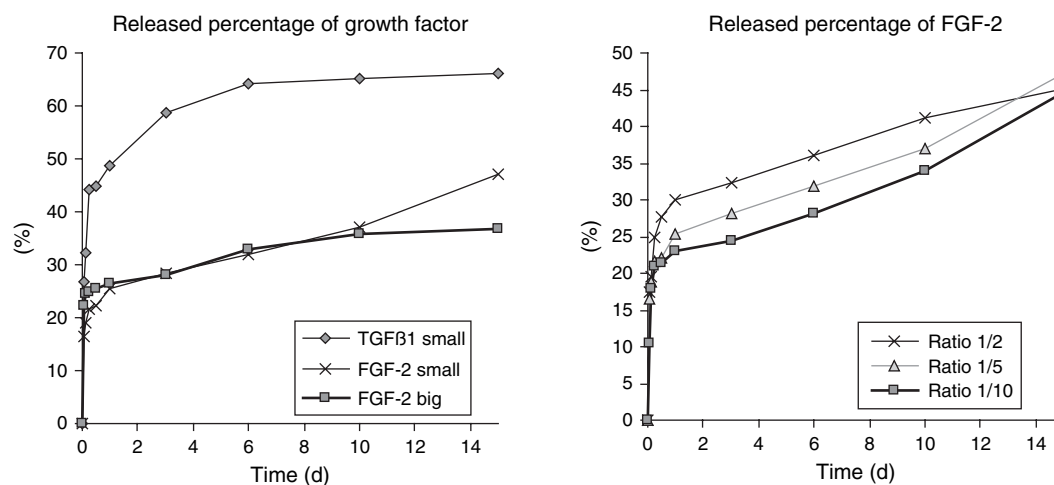 Released percentage of growth factor
(%)
70
60
50
40
30
20
10
0
0 2 4 6 8 10 12 14
Time (d)
TGFß1 small
FGF-2 small
FGF-2 big
Released percentage of FGF-2
(%)
50
45
40
35
30
25
20
15
10
5
0
0 2 4 6 8 10 12 14
Time (d)
Ratio 1/2
Ratio 1/5
Ratio 1/10